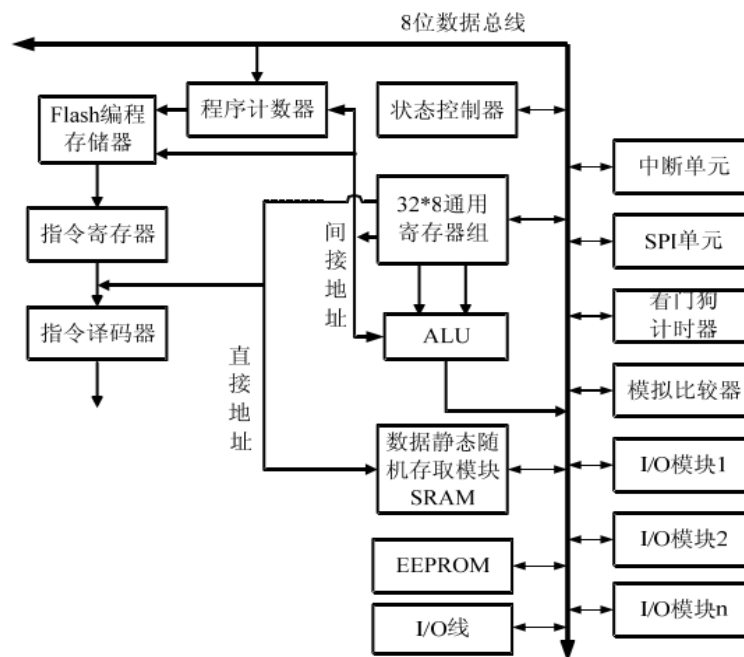 8位数据总线
程序计数器
状态控制器
Flash编程
存储器
中断单元
32*8通用
寄存器组
指令寄存器
SPI单元
间接地址
看门狗
计时器
指令译码器
ALU
直接地址
模拟比较器
数据静态随
机存取模块
SRAM
I/O模块1
I/O模块2
EEPROM
I/O模块n
I/O线